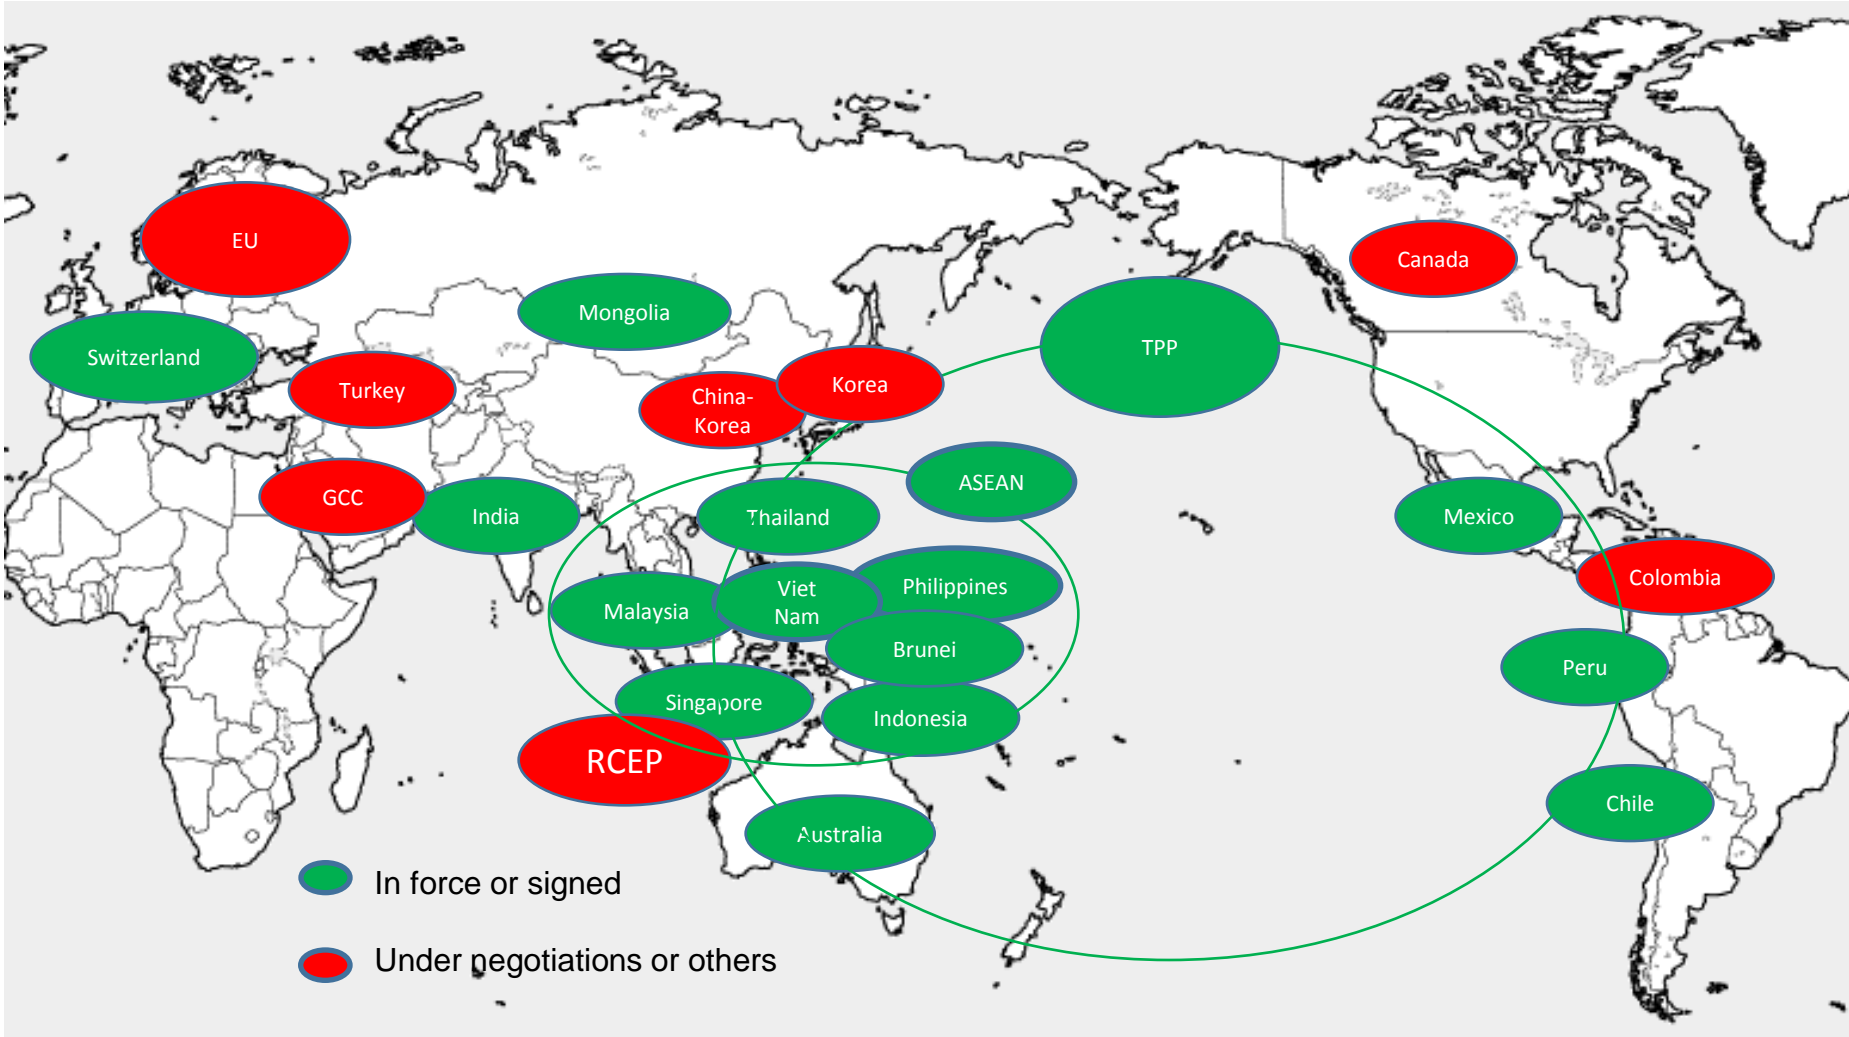 EU
Canada
Mongolia
TPP
Switzerland
Turkey
Korea
China-
Korea
ASEAN
GCC
India
Thailand
Mexico
Viet
Nam
Philippines
Colombia
Malaysia
Brunei
Peru
Singapore
Indonesia
RCEP
Chile
Australia
In force or signed
Under negotiations or others